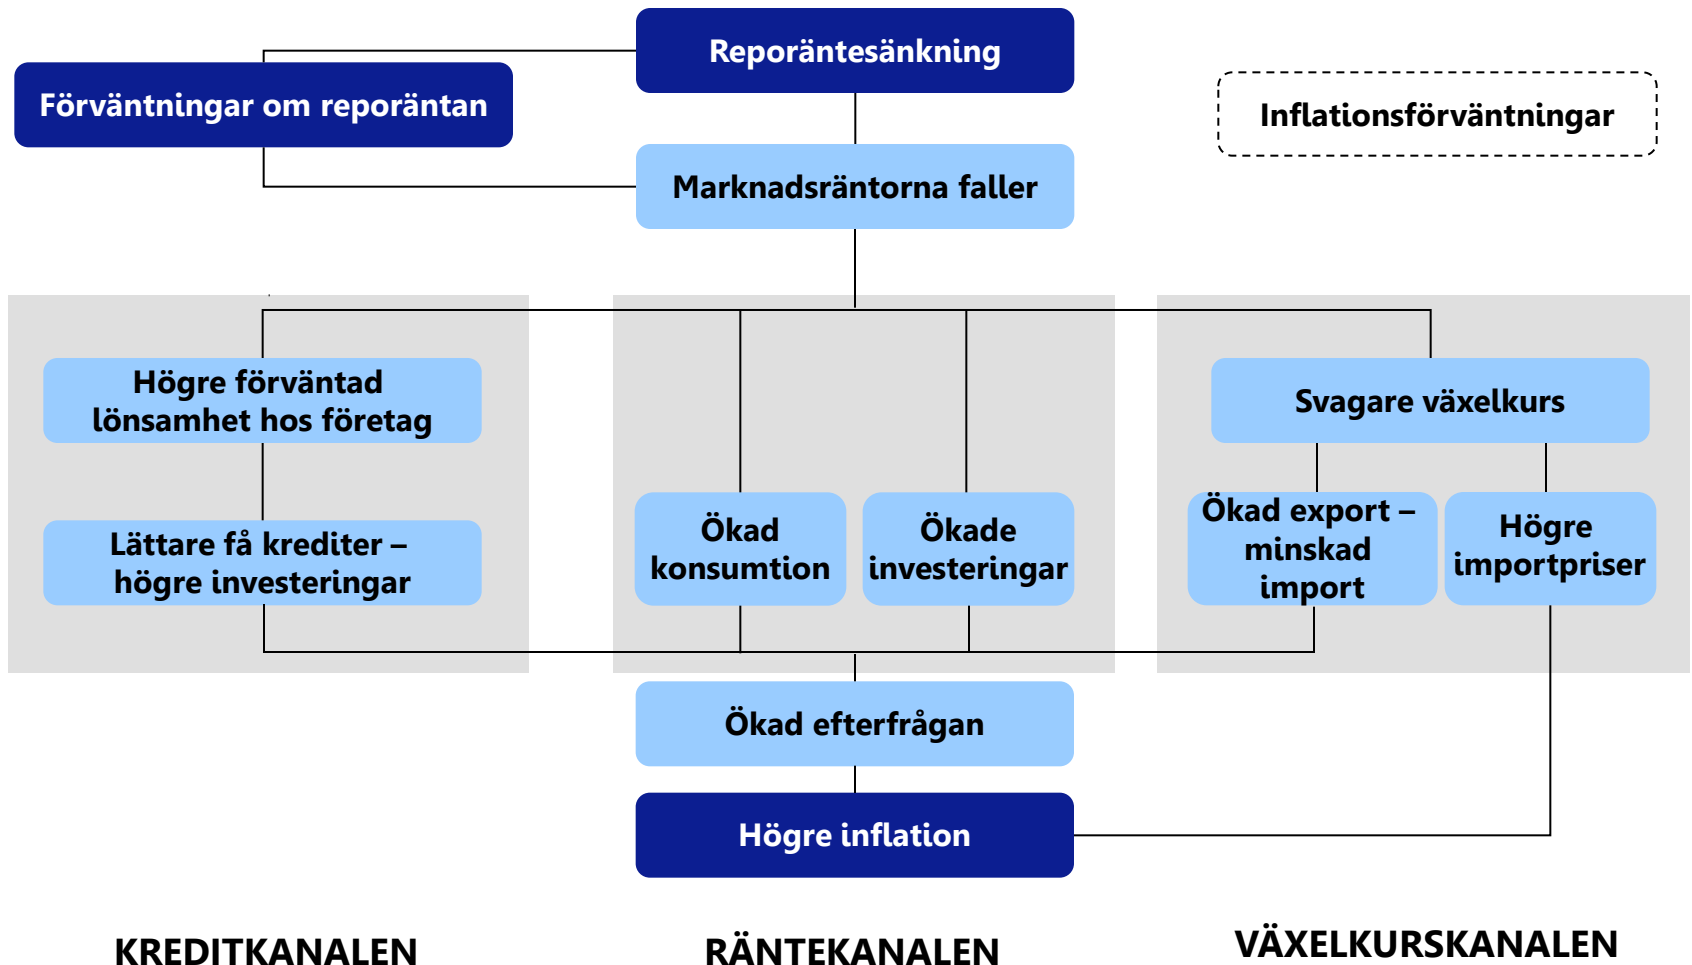 Reporäntesänkning
Förväntningar om reporäntan
Inflationsförväntningar
Marknadsräntorna faller
Högre förväntad
lönsamhet hos företag
Svagare växelkurs
Lättare få krediter –
högre investeringar
Ökad
konsumtion
Ökade
investeringar
Ökad export –
minskad
import
Högre
importpriser
Ökad efterfrågan
Högre inflation
KREDITKANALEN
RÄNTEKANALEN
VÄXELKURSKANALEN